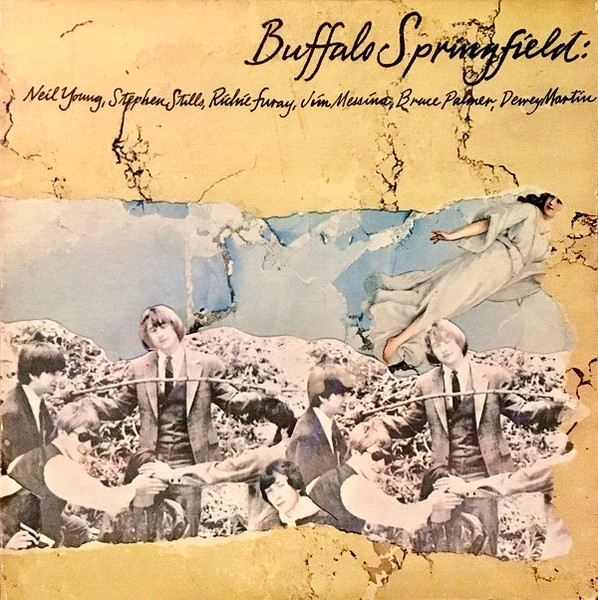 Buffalo Springfield:
Neil Young, Stephen Stills, Richie Furay, Jim Messina, Bruce Palmer, Dewey Martin